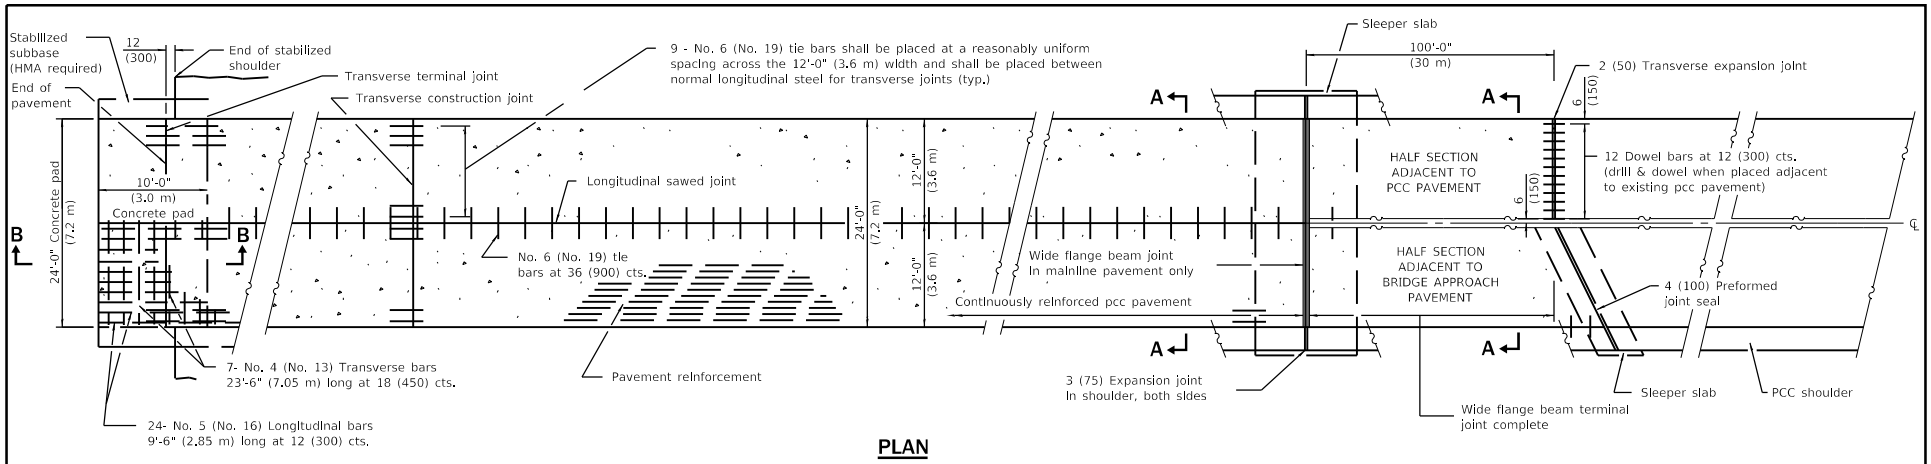 Stabilized
subbase
(HMA required)
End of
pavement
12
(300)
End of stabilized
shoulder
Transverse terminal joint
Transverse construction joint
9 - No. 6 (No. 19) tie bars shall be placed at a reasonably uniform
spacing across the 12'-0" (3.6 m) width and shall be placed between
normal longitudinal steel for transverse joints (typ.)
Sleeper slab
100'-0"
(30 m)
2 (50) Transverse expansion joint
6
(150)
A
A
24'-0" Concrete pad
(7.2 m)
10'-0"
(3.0 m)
Concrete pad
B
B
Longitudinal sawed joint
No. 6 (No. 19) tie
bars at 36 (900) cts.
24'-0"
(7.2 m)
12'-0"
(3.6 m)
12'-0"
(3.6 m)
HALF SECTION
ADJACENT TO
PCC PAVEMENT
6
(150)
12 Dowel bars at 12 (300) cts.
(drill & dowel when placed adjacent
to existing pcc pavement)
℄
Wide flange beam joint
in mainline pavement only
Continuously reinforced pcc pavement
HALF SECTION
ADJACENT TO
BRIDGE APPROACH
PAVEMENT
4 (100) Preformed
joint seal
A
A
7- No. 4 (No. 13) Transverse bars
23'-6" (7.05 m) long at 18 (450) cts.
24- No. 5 (No. 16) Longitudinal bars
9'-6" (2.85 m) long at 12 (300) cts.
Pavement reinforcement
3 (75) Expansion joint
in shoulder, both sides
Wide flange beam terminal
joint complete
Sleeper slab
PCC shoulder
PLAN